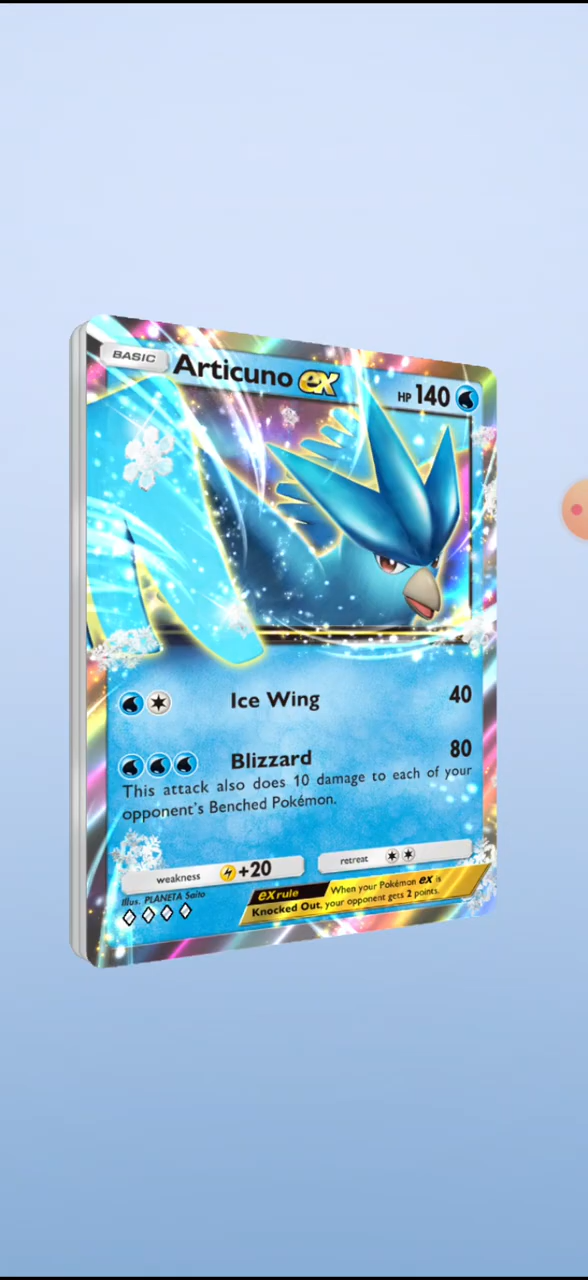 BASIC
Articuno ex
HP 140
Ice Wing 40
Blizzard 80
This attack also does 10 damage to each of your
opponent's Benched Pokémon.
weakness +20
retreat
Illus. PLANETA Saito
ex rule
When your Pokémon ex is
Knocked Out, your opponent gets 2 points.